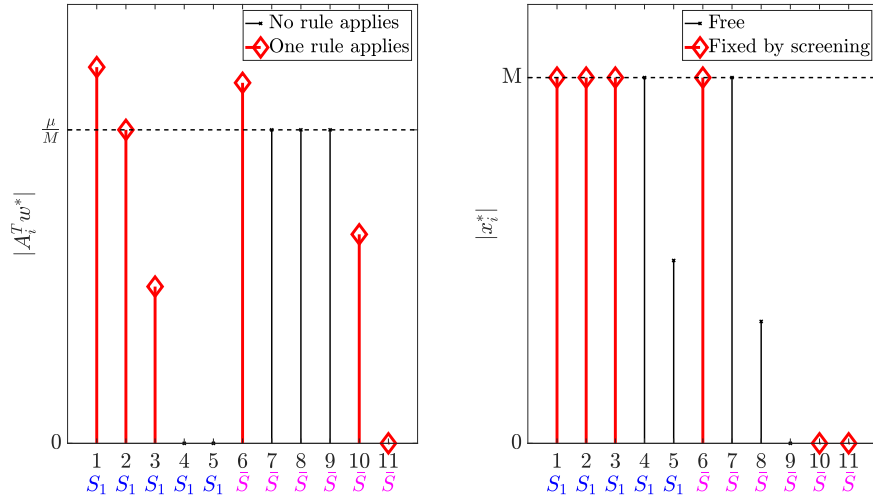 No rule applies
One rule applies
μ/M
0
|A_i^T w^*|
1 2 3 4 5 6 7 8 9 10 11
S₁ S₁ S₁ S₁ S₁ S̄ S̄ S̄ S̄ S̄ S̄
Free
Fixed by screening
M
0
|x_i^*|
1 2 3 4 5 6 7 8 9 10 11
S₁ S₁ S₁ S₁ S₁ S̄ S̄ S̄ S̄ S̄ S̄